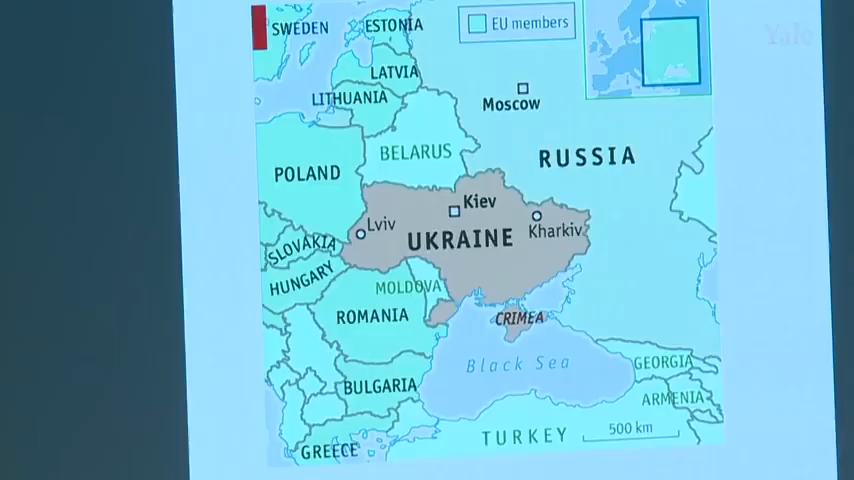 SWEDEN
ESTONIA
EU members
Yale
LATVIA
LITHUANIA
Moscow
BELARUS
RUSSIA
POLAND
Kiev
Lviv
Kharkiv
UKRAINE
SLOVAKIA
HUNGARY
MOLDOVA
ROMANIA
CRIMEA
Black Sea
GEORGIA
BULGARIA
ARMENIA
500 km
TURKEY
GREECE